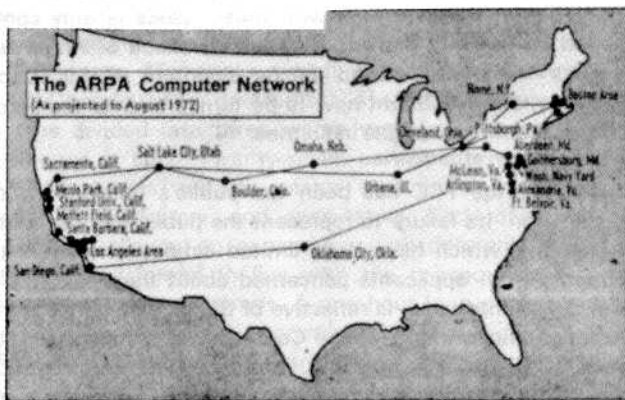 The ARPA Computer Network
(As projected to August 1972)
Rome, N.Y.
Boston Area
Cleveland, Ohio
Pittsburgh, Pa.
Aberdeen, Md.
Gaithersburg, Md.
McLean, Va.
Wash. Navy Yard
Arlington, Va.
Alexandria, Va.
Ft. Belvoir, Va.
Salt Lake City, Utah
Omaha, Neb.
Sacramento, Calif.
Boulder, Colo.
Urbana, Ill.
Menlo Park, Calif.
Stanford Univ., Calif.
Moffett Field, Calif.
Santa Barbara, Calif.
Los Angeles Area
San Diego, Calif.
Oklahoma City, Okla.